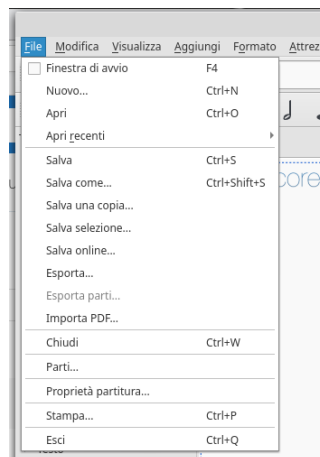 File Modifica Visualizza Aggiungi Formato Attrez
Finestra di avvio F4
Nuovo... Ctrl+N
Apri Ctrl+O
Apri recenti
Salva Ctrl+S
Salva come... Ctrl+Shift+S
Salva una copia...
Salva selezione...
Salva online...
Esporta...
Esporta parti...
Importa PDF...
Chiudi Ctrl+W
Parti...
Proprietà partitura...
Stampa... Ctrl+P
Esci Ctrl+Q
core